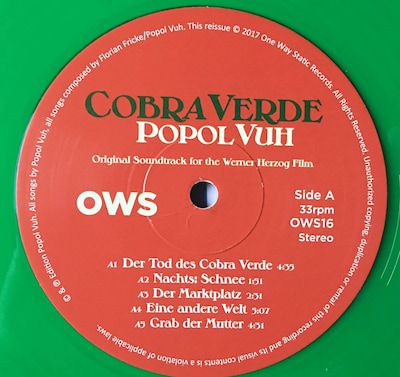 © & ℗ Edition Popol Vuh. All songs by Popol Vuh, all songs composed by Florian Fricke/Popol Vuh. This reissue © 2017 One Way Static Records. All Rights Reserved. Unauthorized copying, duplication or rental of this recording and its visual contents is a violation of applicable laws.
COBRA VERDE
POPOL VUH
Original Soundtrack for the Werner Herzog Film
OWS
Side A
33rpm
OWS16
Stereo
A1 Der Tod des Cobra Verde 4:35
A2 Nachts: Schnee 1:51
A3 Der Marktplatz 2:51
A4 Eine andere Welt 5:07
A5 Grab der Mutter 4:31